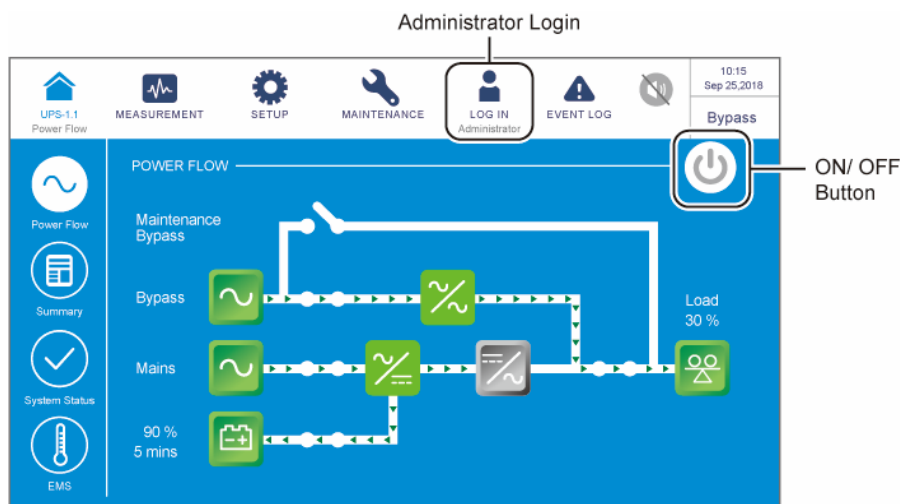 Administrator Login
UPS-1.1
Power Flow
MEASUREMENT
SETUP
MAINTENANCE
LOG IN
Administrator
EVENT LOG
10:15
Sep 25,2018
Bypass
ON/ OFF
Button
POWER FLOW
Power Flow
Summary
System Status
EMS
Maintenance
Bypass
Bypass
Mains
90 %
5 mins
Load
30 %